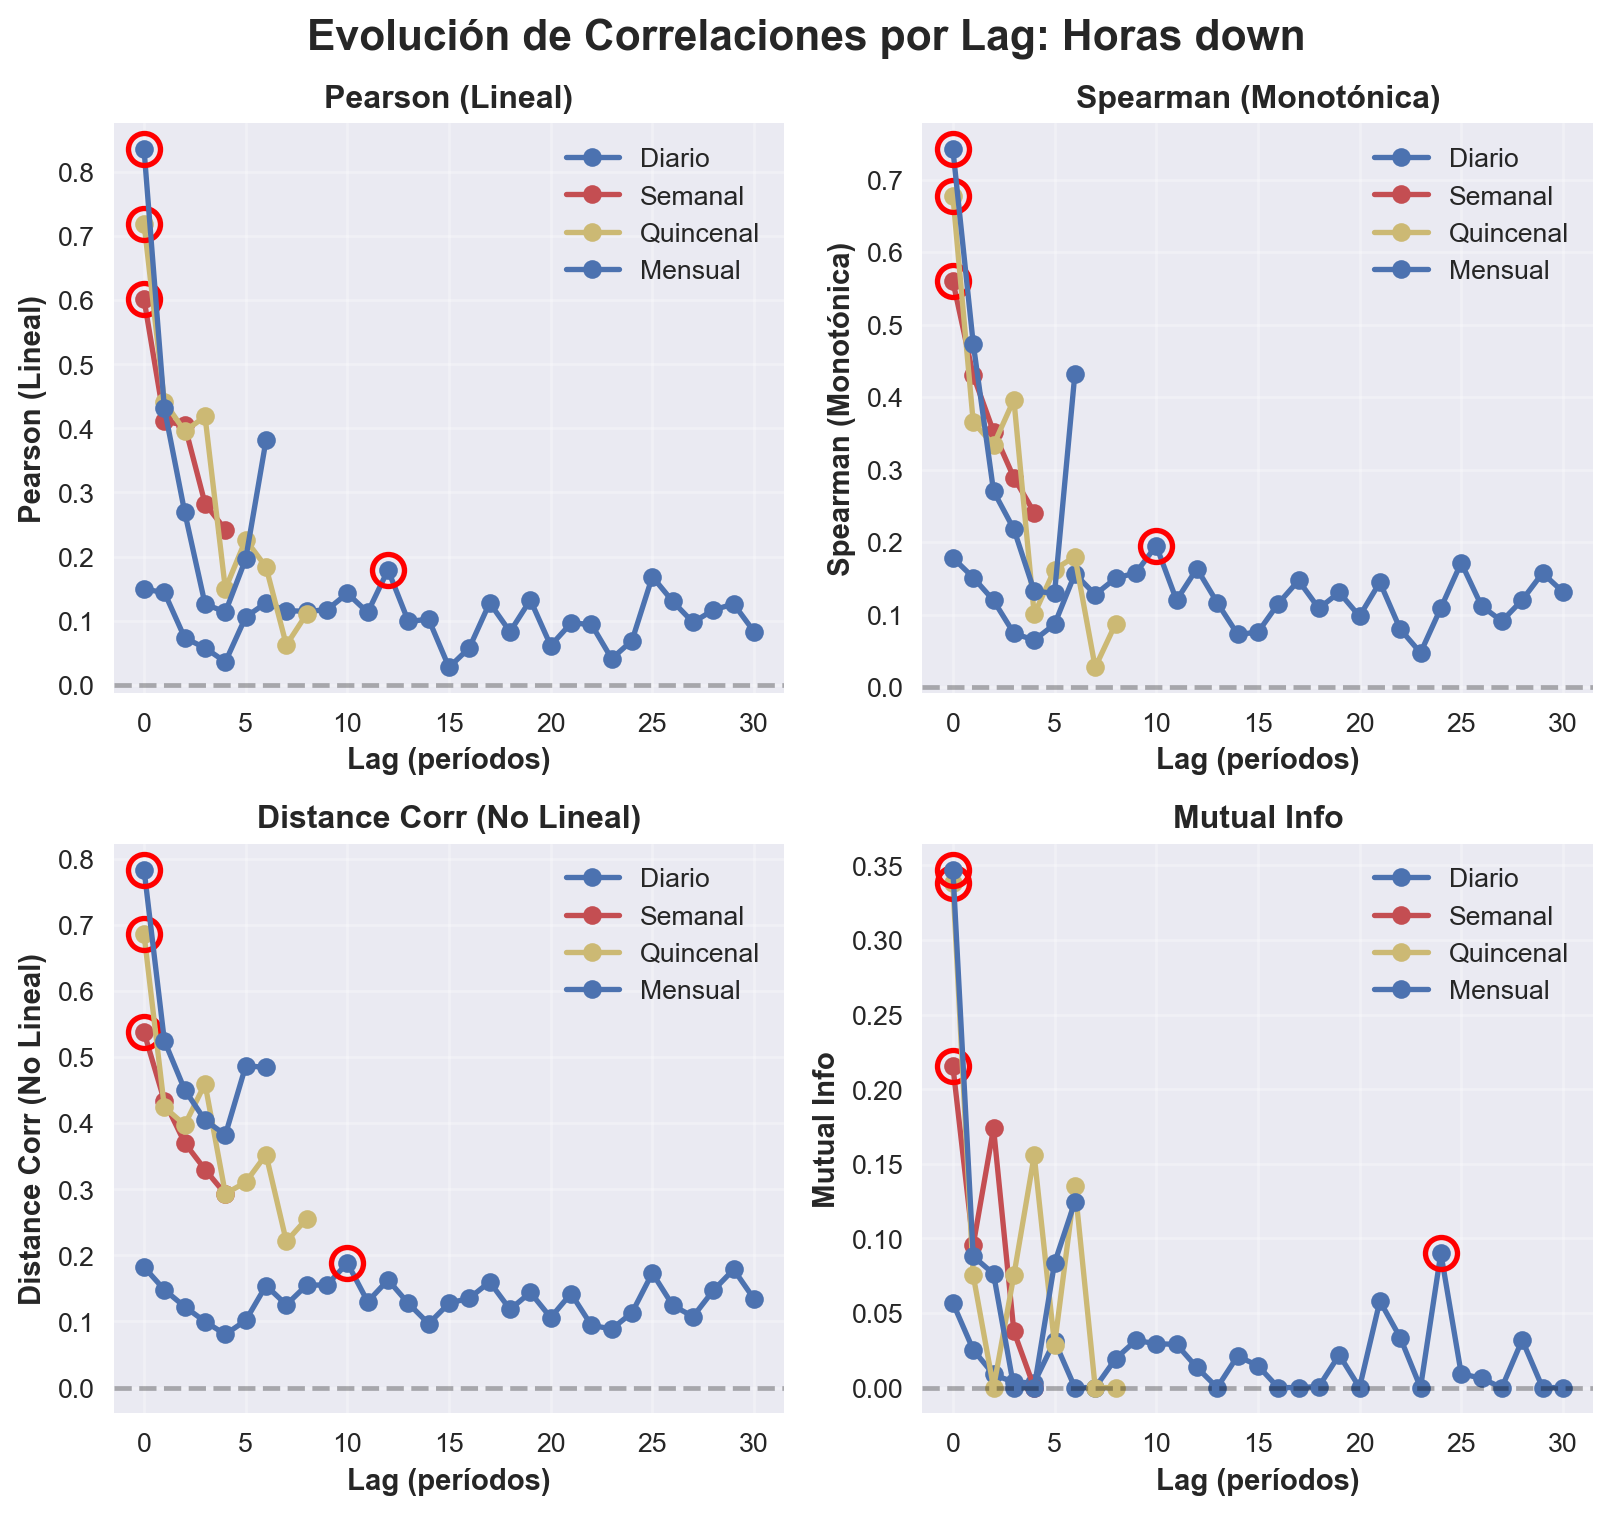 Evolución de Correlaciones por Lag: Horas down
Pearson (Lineal)
Pearson (Lineal)
0.8
0.7
0.6
0.5
0.4
0.3
0.2
0.1
0.0
Diario
Semanal
Quincenal
Mensual
0 5 10 15 20 25 30
Lag (períodos)
Spearman (Monotónica)
Spearman (Monotónica)
0.7
0.6
0.5
0.4
0.3
0.2
0.1
0.0
Diario
Semanal
Quincenal
Mensual
0 5 10 15 20 25 30
Lag (períodos)
Distance Corr (No Lineal)
Distance Corr (No Lineal)
0.8
0.7
0.6
0.5
0.4
0.3
0.2
0.1
0.0
Diario
Semanal
Quincenal
Mensual
0 5 10 15 20 25 30
Lag (períodos)
Mutual Info
Mutual Info
0.35
0.30
0.25
0.20
0.15
0.10
0.05
0.00
Diario
Semanal
Quincenal
Mensual
0 5 10 15 20 25 30
Lag (períodos)